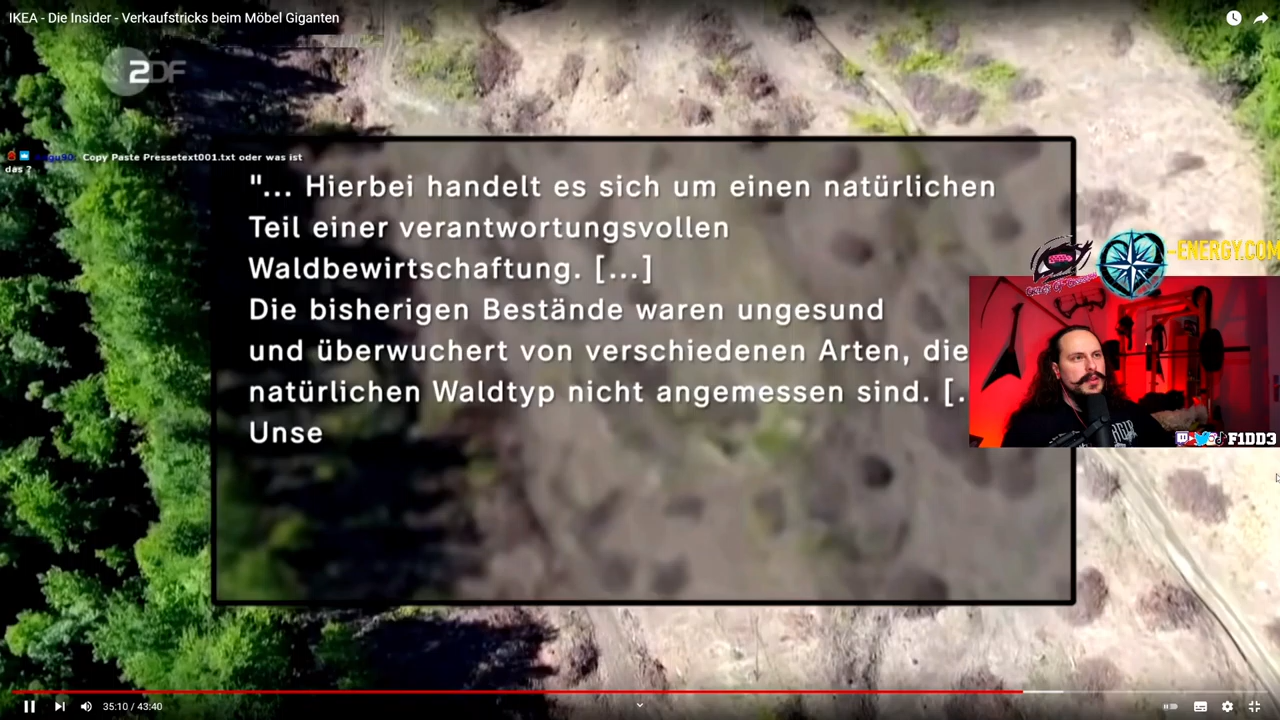 IKEA - Die Insider - Verkaufstricks beim Möbel Giganten
2DF
Copy Paste Pressetext001.txt oder was ist
das ?
"... Hierbei handelt es sich um einen natürlichen
Teil einer verantwortungsvollen
Waldbewirtschaftung. [...]
Die bisherigen Bestände waren ungesund
und überwuchert von verschiedenen Arten, die
natürlichen Waldtyp nicht angemessen sind. [.
Unse
-ENERGY.COM
F1DD3
35:10 / 43:40